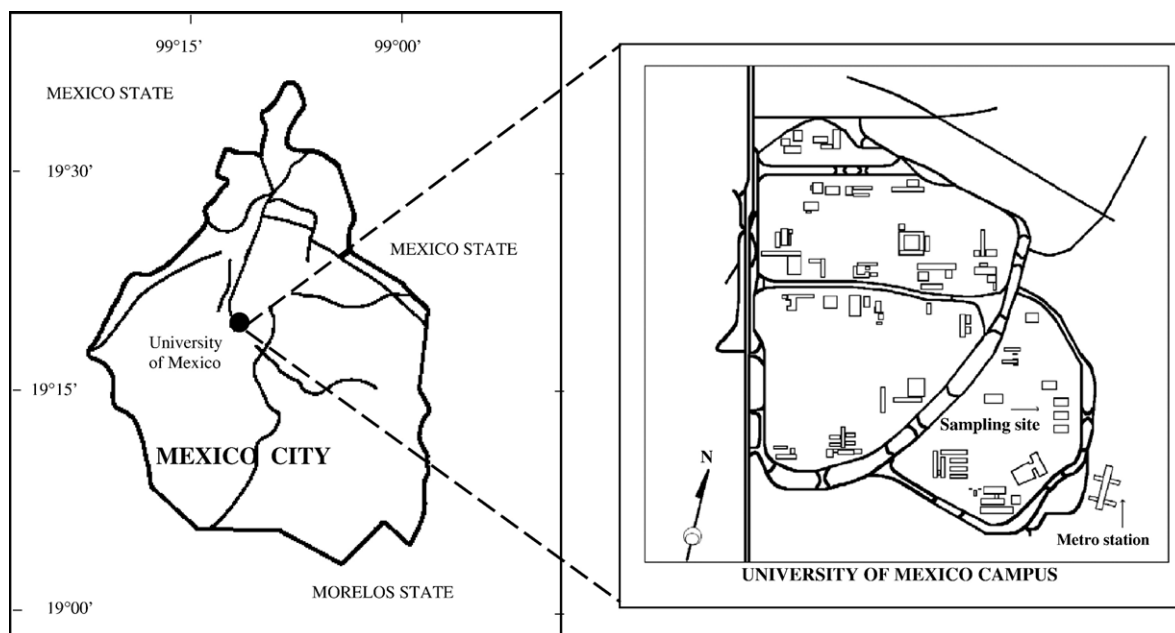 99°15’
99°00’
MEXICO STATE
19°30’
MEXICO STATE
University
of Mexico
19°15’
MEXICO CITY
MORELOS STATE
19°00’
Sampling site
N
Metro station
UNIVERSITY OF MEXICO CAMPUS